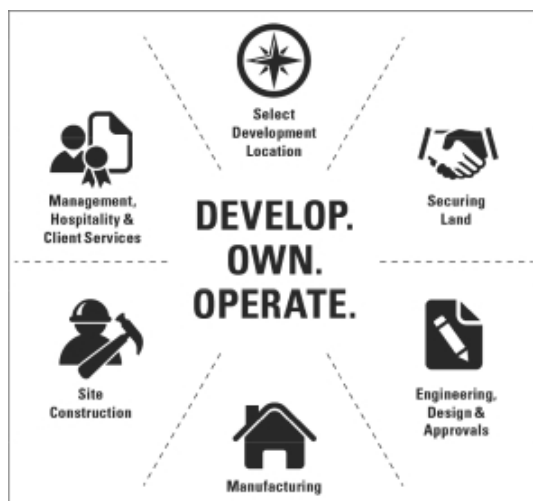 Select
Development
Location
Securing
Land
Engineering,
Design &
Approvals
Manufacturing
Site
Construction
Management,
Hospitality &
Client Services
DEVELOP.
OWN.
OPERATE.